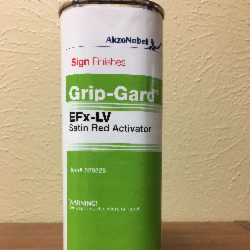 AkzoNobel
Sign Finishes
Grip-Gard®
EFx-LV
Satin Red Activator
WARNING!